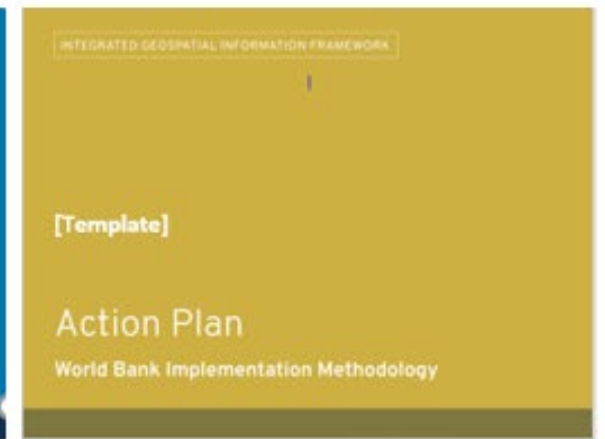 INTEGRATED GEOSPATIAL INFORMATION FRAMEWORK
[Template]
Action Plan
World Bank Implementation Methodology